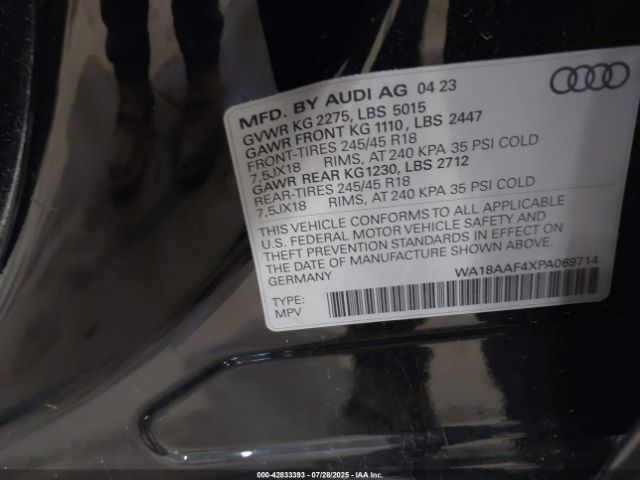 MFD. BY AUDI AG 04 23
GVWR KG 2275, LBS 5015
GAWR FRONT KG 1110, LBS 2447
FRONT-TIRES 245/45 R18
7,5JX18 RIMS, AT 240 KPA 35 PSI COLD
GAWR REAR KG1230, LBS 2712
REAR-TIRES 245/45 R18
7,5JX18 RIMS, AT 240 KPA 35 PSI COLD
THIS VEHICLE CONFORMS TO ALL APPLICABLE
U.S. FEDERAL MOTOR VEHICLE SAFETY AND
THEFT PREVENTION STANDARDS IN EFFECT ON
THE DATE OF MANUFACTURE SHOWN ABOVE.
GERMANY
WA18AAF4XPA069714
TYPE:
MPV
000-42833393 | 07/28/2025 - IAAI.COM